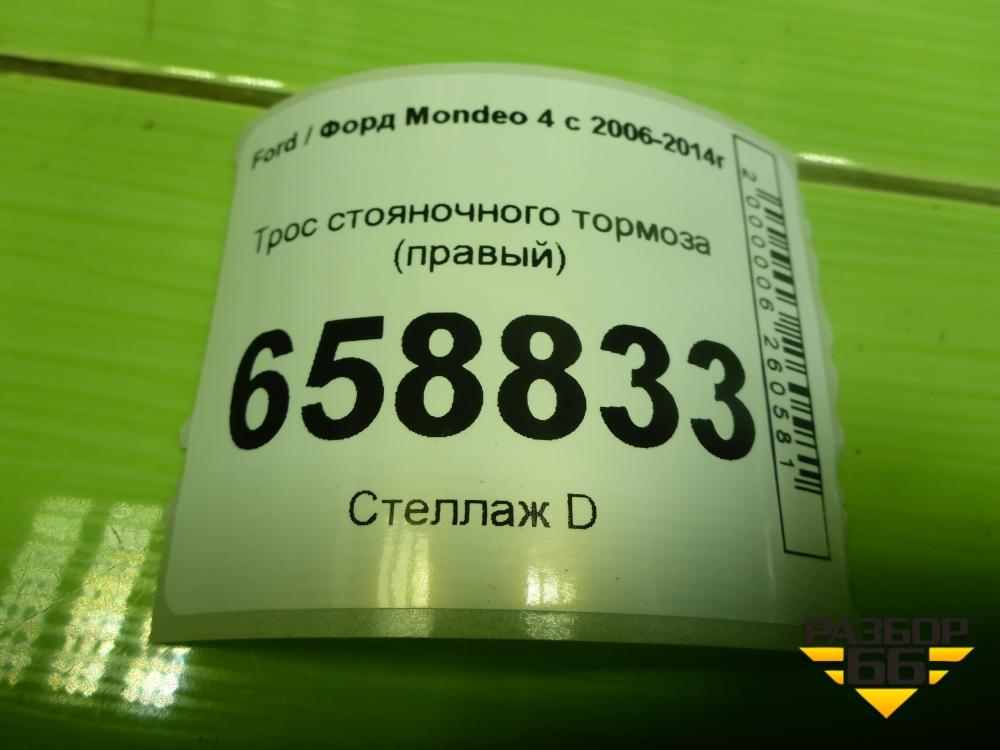 Ford / Форд Mondeo 4 с 2006-2014г
Трос стояночного тормоза
(правый)
658833
Стеллаж D
2000006260581
РАЗБОР
66